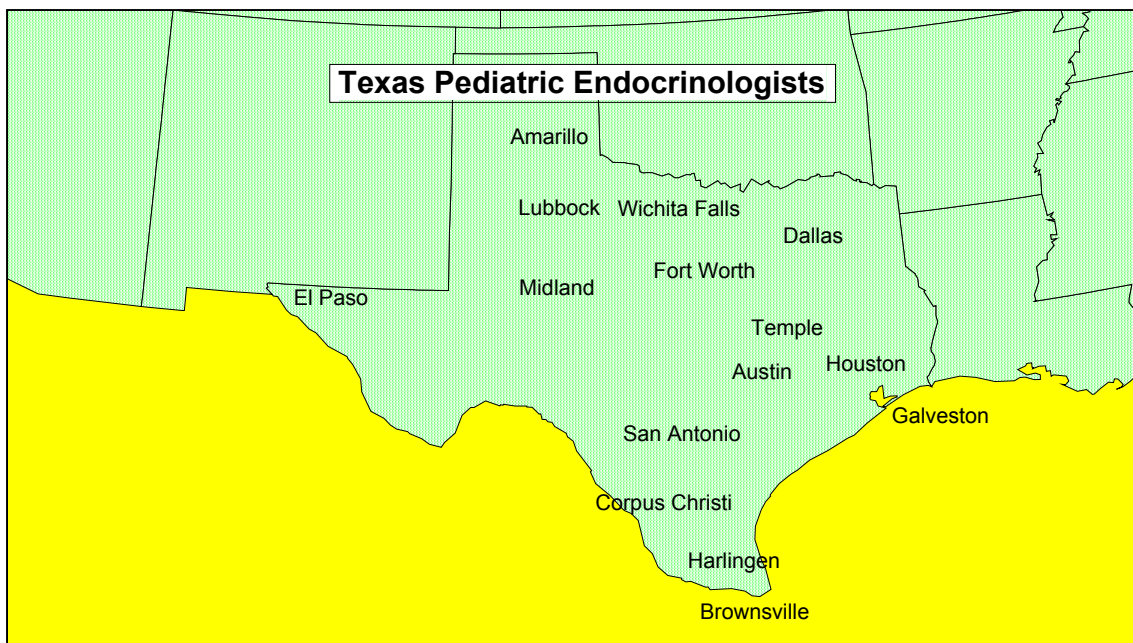 Texas Pediatric Endocrinologists
Amarillo
Lubbock
Wichita Falls
Dallas
Fort Worth
Midland
El Paso
Temple
Houston
Austin
Galveston
San Antonio
Corpus Christi
Harlingen
Brownsville